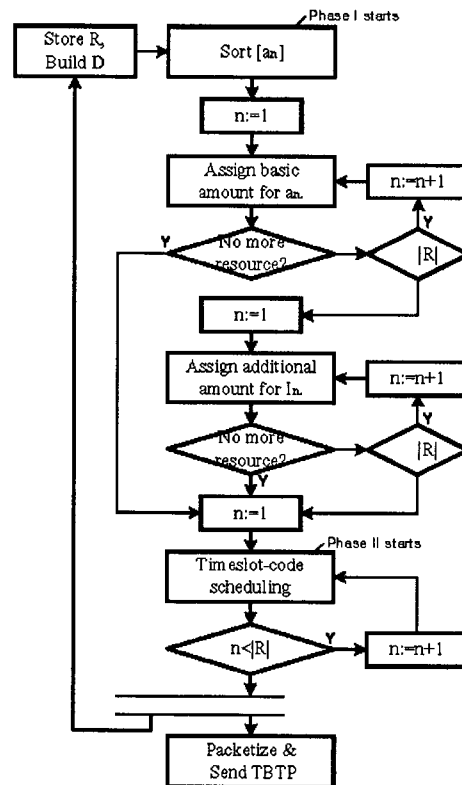 Phase I starts
Store R,
Build D
Sort [an]
n:=1
Assign basic
amount for an.
n:=n+1
Y
No more
resource?
Y
|R|
n:=1
Assign additional
amount for In.
n:=n+1
Y
No more
resource?
|R|
Y
n:=1
Phase II starts
Timeslot-code
scheduling
n<|R|
Y
n:=n+1
Packetize &
Send TBTP